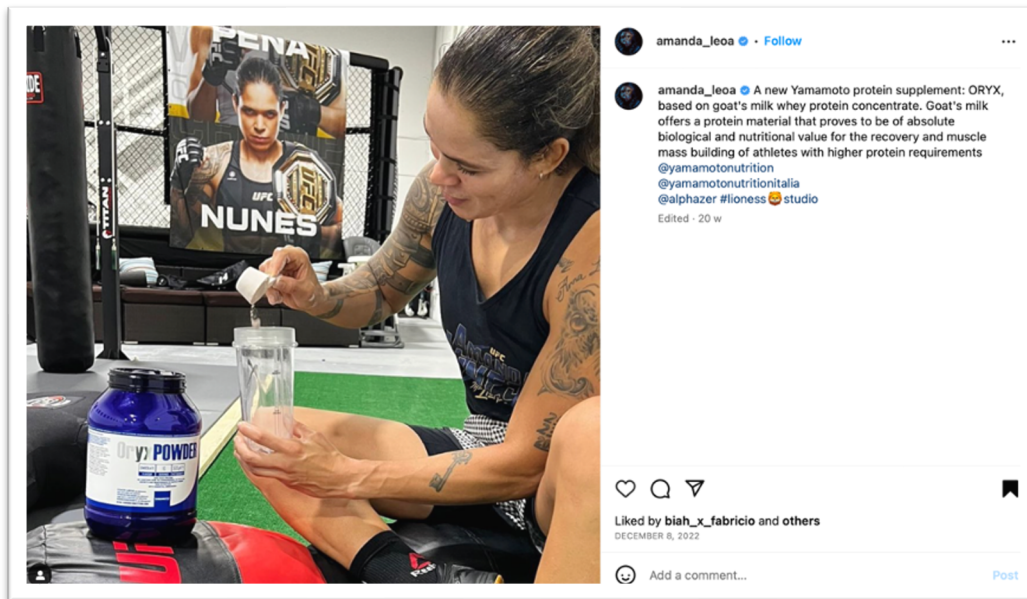 PENA
UFC
NUNES
TITAN
UFC
OryxPOWDER
amanda_leoa • Follow
amanda_leoa A new Yamamoto protein supplement: ORYX,
based on goat's milk whey protein concentrate. Goat's milk
offers a protein material that proves to be of absolute
biological and nutritional value for the recovery and muscle
mass building of athletes with higher protein requirements
@yamamotonutrition
@yamamotonutritionitalia
@alphazer #lioness🦁studio
Edited · 20 w
Liked by biah_x_fabricio and others
DECEMBER 8, 2022
Add a comment...
Post